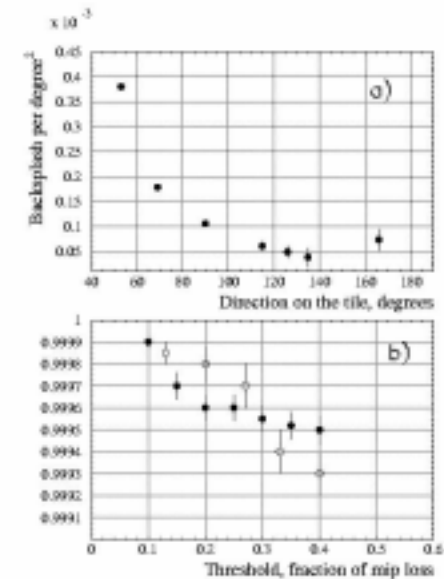 x 10⁻³
Backsplash per degree²
0.45
0.4
0.35
0.3
0.25
0.2
0.15
0.1
0.05
a)
40 60 80 100 120 140 160 180
Direction on the tile, degrees
1
0.9999
0.9998
0.9997
0.9996
0.9995
0.9994
0.9993
0.9992
0.9991
b)
0 0.1 0.2 0.3 0.4 0.5 0.6
Threshold, fraction of mip loss